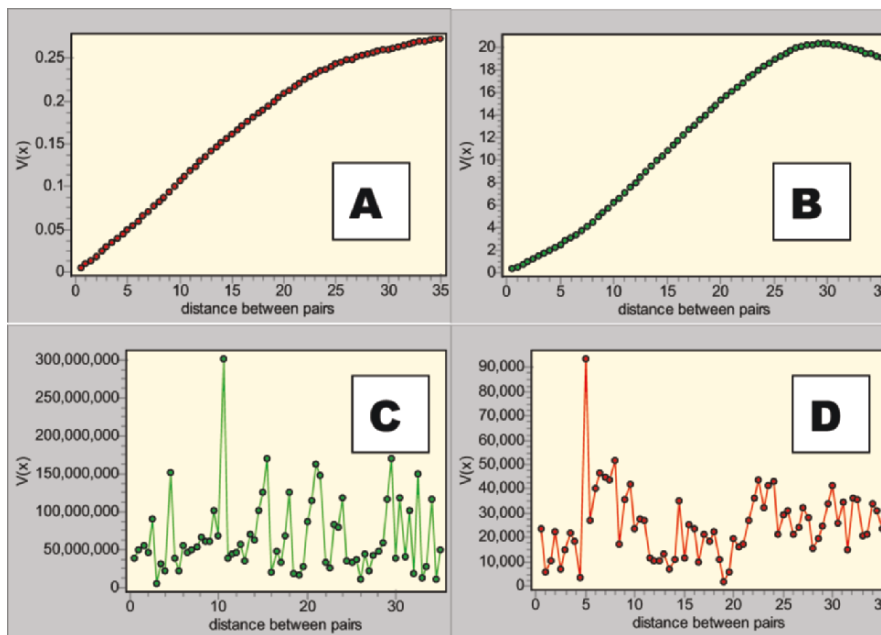 0.25
0.2
0.15
0.1
0.05
0
V(x)
0 5 10 15 20 25 30 35
distance between pairs
A
20
18
16
14
12
10
8
6
4
2
0
V(x)
0 5 10 15 20 25 30 35
distance between pairs
B
300,000,000
250,000,000
200,000,000
150,000,000
100,000,000
50,000,000
0
V(x)
0 10 20 30
distance between pairs
C
90,000
80,000
70,000
60,000
50,000
40,000
30,000
20,000
10,000
0
V(x)
0 5 10 15 20 25 30 35
distance between pairs
D